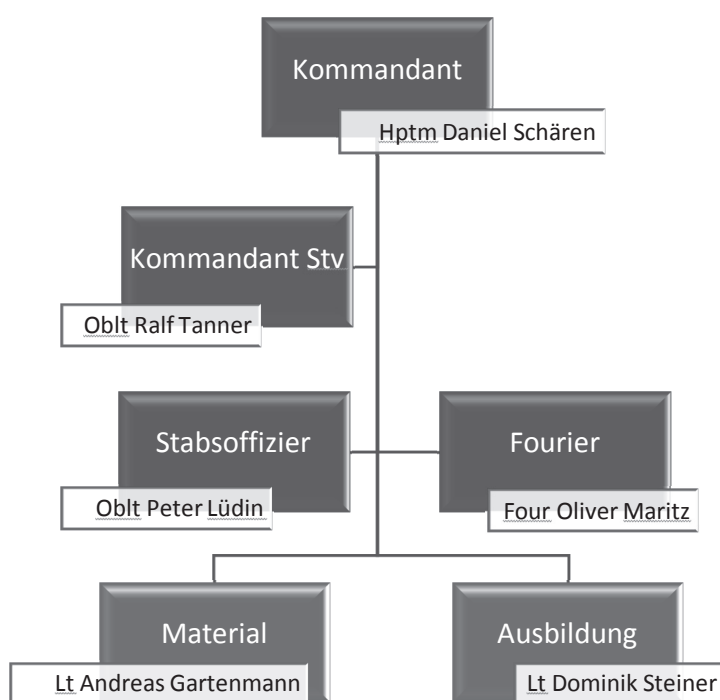 Kommandant
Hptm Daniel Schären
Kommandant Stv
Oblt Ralf Tanner
Stabsoffizier
Oblt Peter Lüdin
Fourier
Four Oliver Maritz
Material
Lt Andreas Gartenmann
Ausbildung
Lt Dominik Steiner